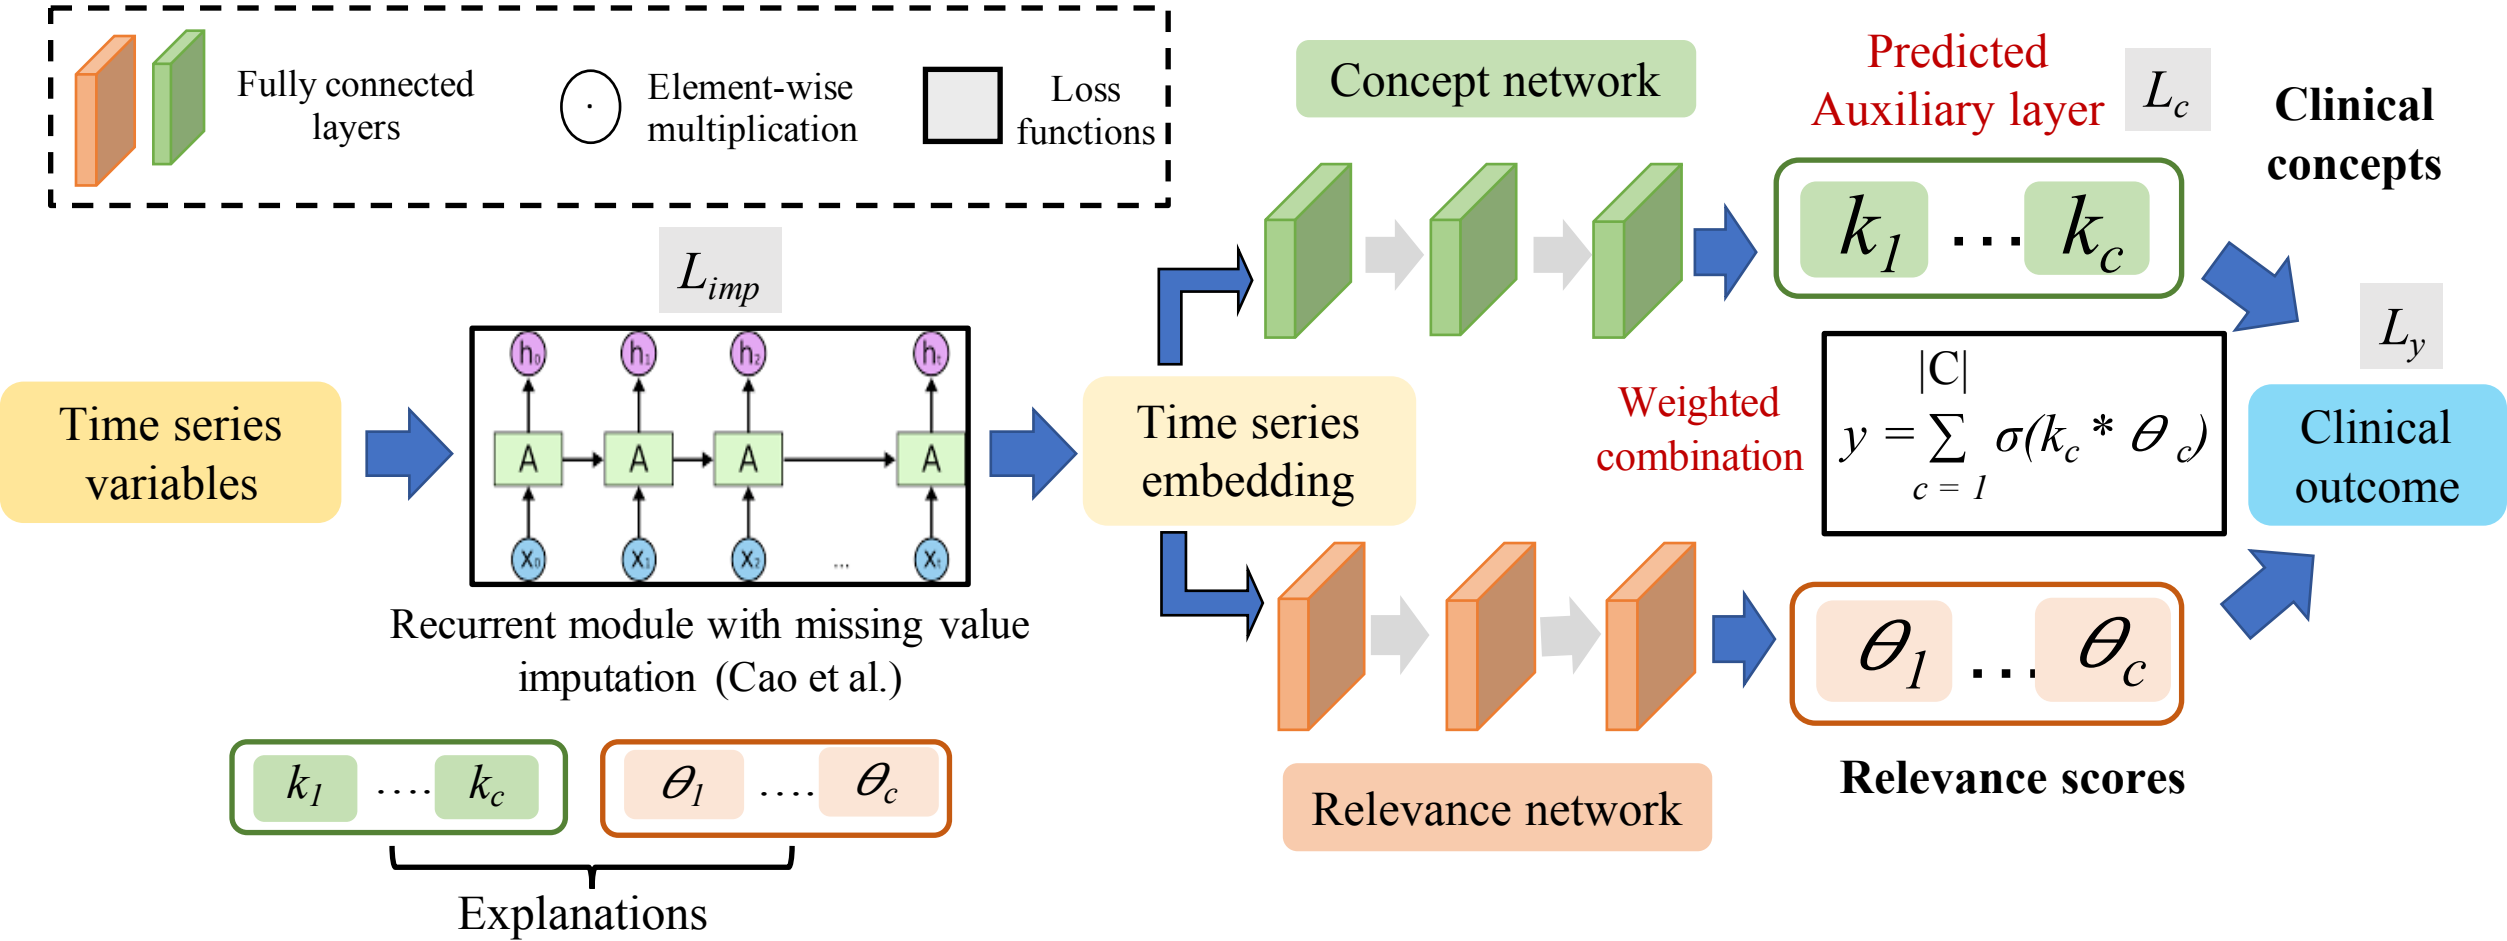 Fully connected
layers
·
Element-wise
multiplication
Loss
functions
Concept network
Predicted
Auxiliary layer
L_c
Clinical
concepts
k_1 ... k_c
L_imp
h_0 h_1 h_2 h_t
A A A A
x_0 x_1 x_2 ... x_t
Recurrent module with missing value
imputation (Cao et al.)
Time series
variables
Time series
embedding
Weighted
combination
|C|
y = ∑ σ(k_c * θ_c)
c = 1
L_y
Clinical
outcome
θ_1 ... θ_c
Relevance scores
Relevance network
k_1 .... k_c
θ_1 .... θ_c
Explanations